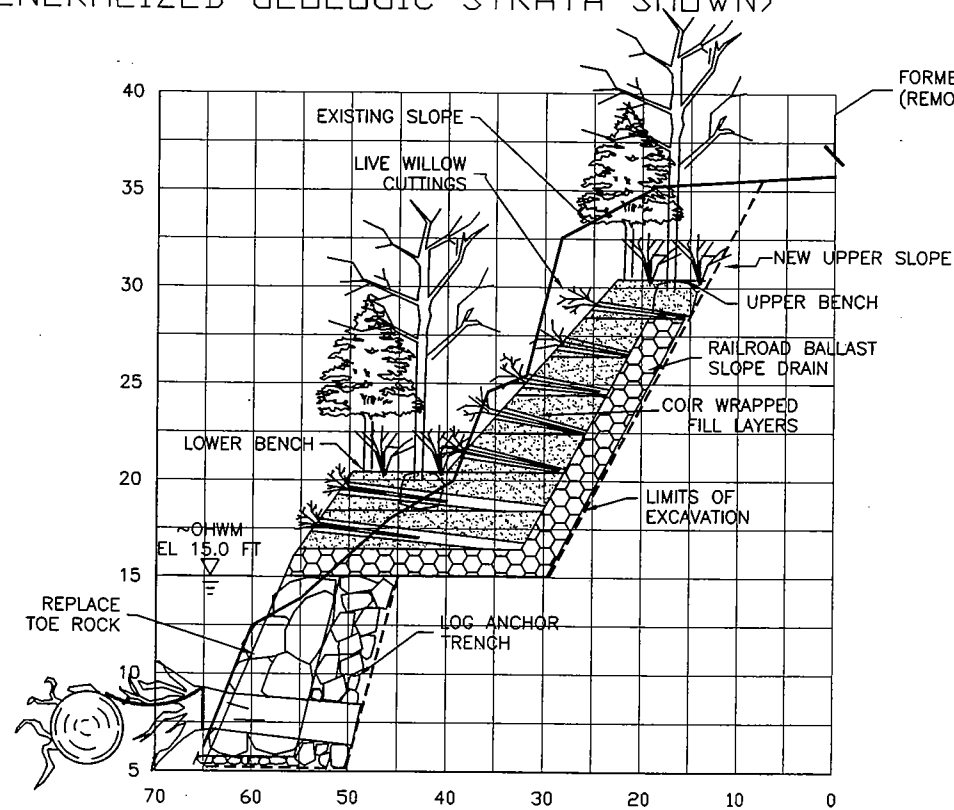 40
FORME
(REMO
EXISTING SLOPE
LIVE WILLOW
CUTTINGS
35
NEW UPPER SLOPE
30
UPPER BENCH
RAILROAD BALLAST
SLOPE DRAIN
25
COIR WRAPPED
FILL LAYERS
LOWER BENCH
20
LIMITS OF
EXCAVATION
~OHWM
EL 15.0 FT
15
REPLACE
TOE ROCK
LOG ANCHOR
TRENCH
10
5
70 60 50 40 30 20 10 0